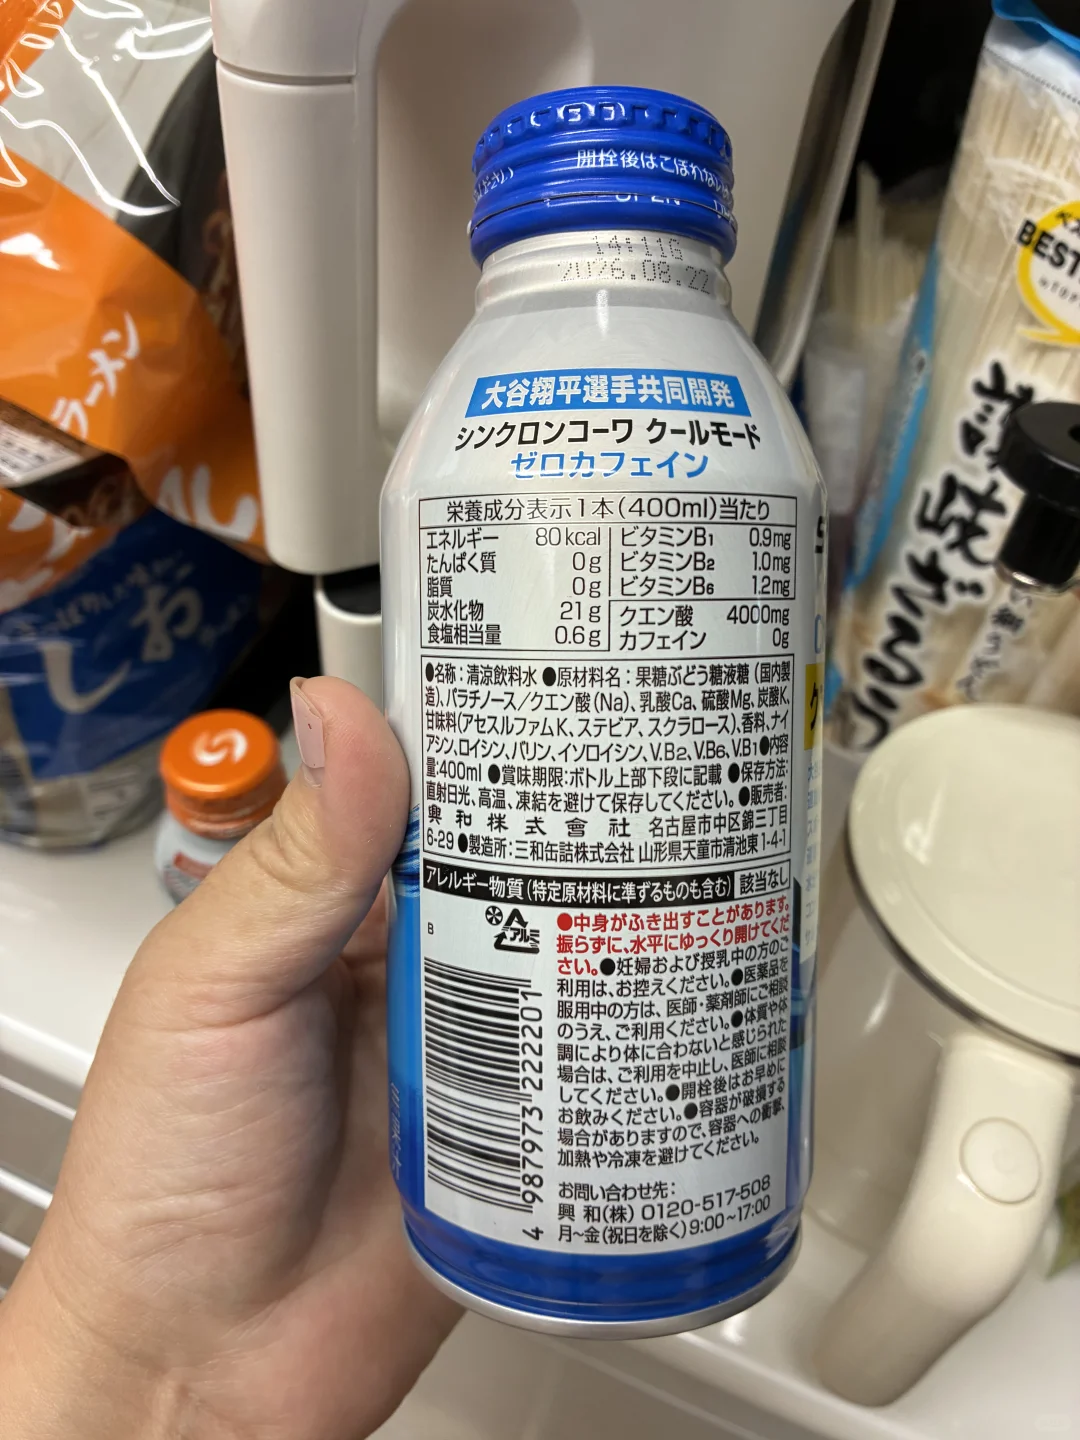 開栓後はこぼれない
OPEN
14:11G
2026.08.22
大谷翔平選手共同開発
シンクロンコーワ クールモード
ゼロカフェイン
栄養成分表示1本(400ml)当たり
エネルギー 80kcal
たんぱく質 0g
脂質 0g
炭水化物 21g
食塩相当量 0.6g
ビタミンB1 0.9mg
ビタミンB2 1.0mg
ビタミンB6 1.2mg
クエン酸 4000mg
カフェイン 0g
●名称:清涼飲料水 ●原材料名:果糖ぶどう糖液糖(国内製
造)、パラチノース/クエン酸(Na)、乳酸Ca、硫酸Mg、炭酸K、
甘味料(アセスルファムK、ステビア、スクラロース)、香料、ナイ
アシン、ロイシン、バリン、イソロイシン、V.B2、V.B6、V.B1●内容
量:400ml ●賞味期限:ボトル上部下段に記載 ●保存方法:
直射日光、高温、凍結を避けて保存してください。●販売者:
興和株式會社 名古屋市中区錦三丁目
6-29 ●製造所:三和缶詰株式会社 山形県天童市清池東1-4-1
アレルギー物質(特定原材料に準ずるものも含む) 該当なし
アルミ
B
●中身がふき出すことがあります。
振らずに、水平にゆっくり開けてくだ
さい。●妊婦および授乳中の方のご
利用は、お控えください。●医薬品を
服用中の方は、医師・薬剤師にご相談
のうえ、ご利用ください。●体質や体
調により体に合わないと感じられた
場合は、ご利用を中止し、医師に相談
してください。●開栓後はお早めに
お飲みください。●容器が破損する
場合がありますので、容器への衝撃、
加熱や冷凍を避けてください。
お問い合わせ先:
興和(株) 0120-517-508
月~金(祝日を除く)9:00~17:00
4 987973 222201
ラーメン
しお
BEST
讃岐ざるう